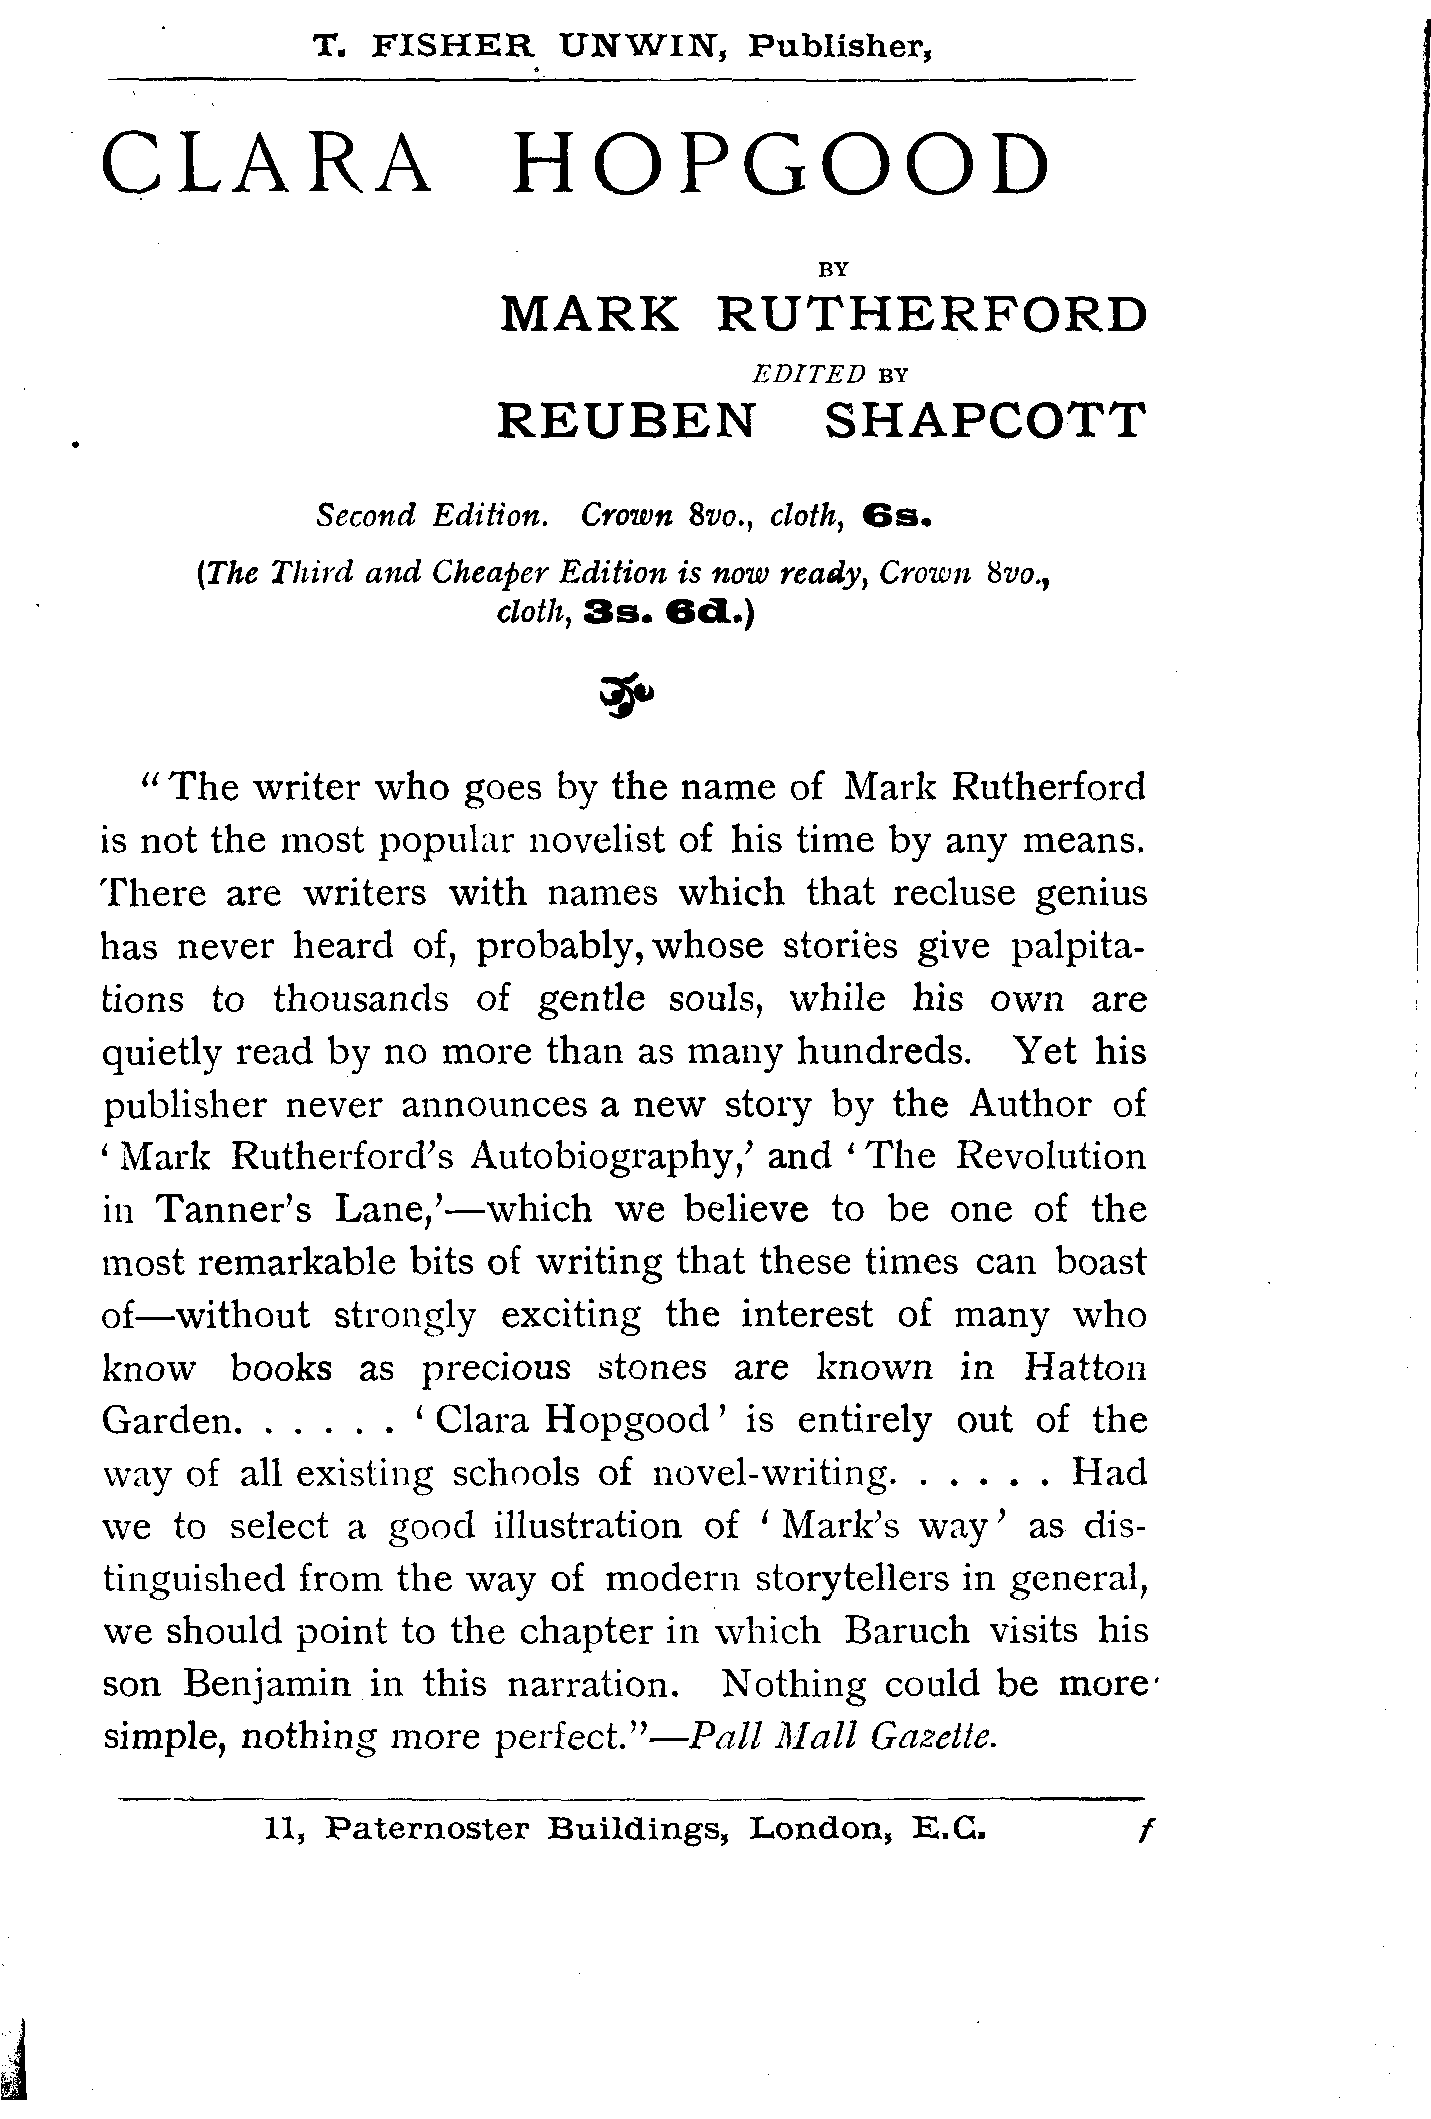 T. FISHER UNWIN, Publisher,
CLARA HOPGOOD
BY
MARK RUTHERFORD
EDITED BY
REUBEN SHAPCOTT
Second Edition. Crown 8vo., cloth, 6s.
(The Third and Cheaper Edition is now ready, Crown 8vo.,
cloth, 3s. 6d.)
“The writer who goes by the name of Mark Rutherford
is not the most popular novelist of his time by any means.
There are writers with names which that recluse genius
has never heard of, probably, whose stories give palpita-
tions to thousands of gentle souls, while his own are
quietly read by no more than as many hundreds. Yet his
publisher never announces a new story by the Author of
‘Mark Rutherford’s Autobiography,’ and ‘The Revolution
in Tanner’s Lane,’—which we believe to be one of the
most remarkable bits of writing that these times can boast
of—without strongly exciting the interest of many who
know books as precious stones are known in Hatton
Garden. . . . . . ‘Clara Hopgood’ is entirely out of the
way of all existing schools of novel-writing. . . . . . Had
we to select a good illustration of ‘Mark’s way’ as dis-
tinguished from the way of modern storytellers in general,
we should point to the chapter in which Baruch visits his
son Benjamin in this narration. Nothing could be more
simple, nothing more perfect.”—Pall Mall Gazette.
11, Paternoster Buildings, London, E.C. f